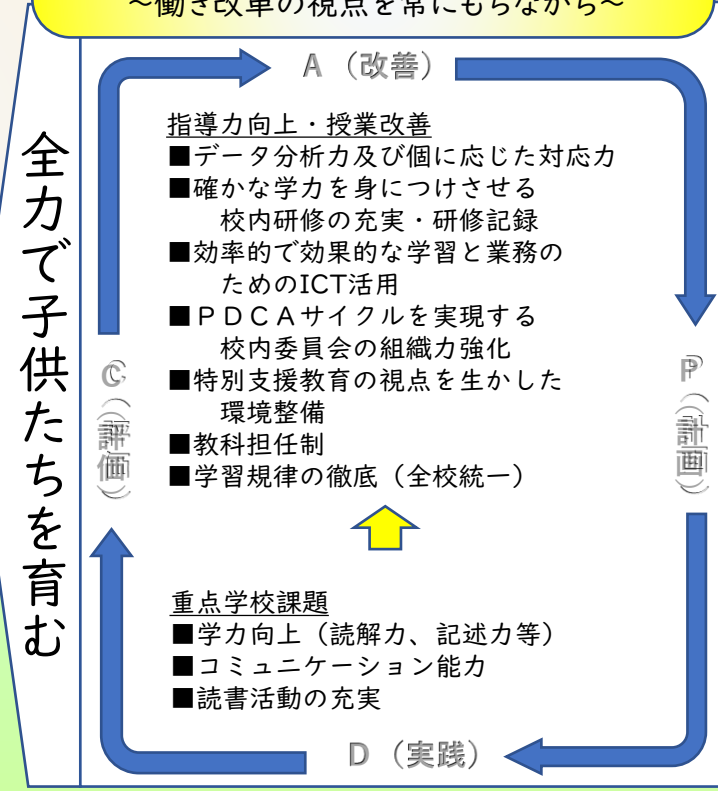 ~働き改革の視点を常にもちながら~
全力で子供たちを育む
A（改善）
指導力向上・授業改善
■データ分析力及び個に応じた対応力
■確かな学力を身につけさせる
校内研修の充実・研修記録
■効率的で効果的な学習と業務の
ためのICT活用
■ＰＤＣＡサイクルを実現する
校内委員会の組織力強化
■特別支援教育の視点を生かした
環境整備
■教科担任制
■学習規律の徹底（全校統一）
C（評価）
P（計画）
重点学校課題
■学力向上（読解力、記述力等）
■コミュニケーション能力
■読書活動の充実
D（実践）